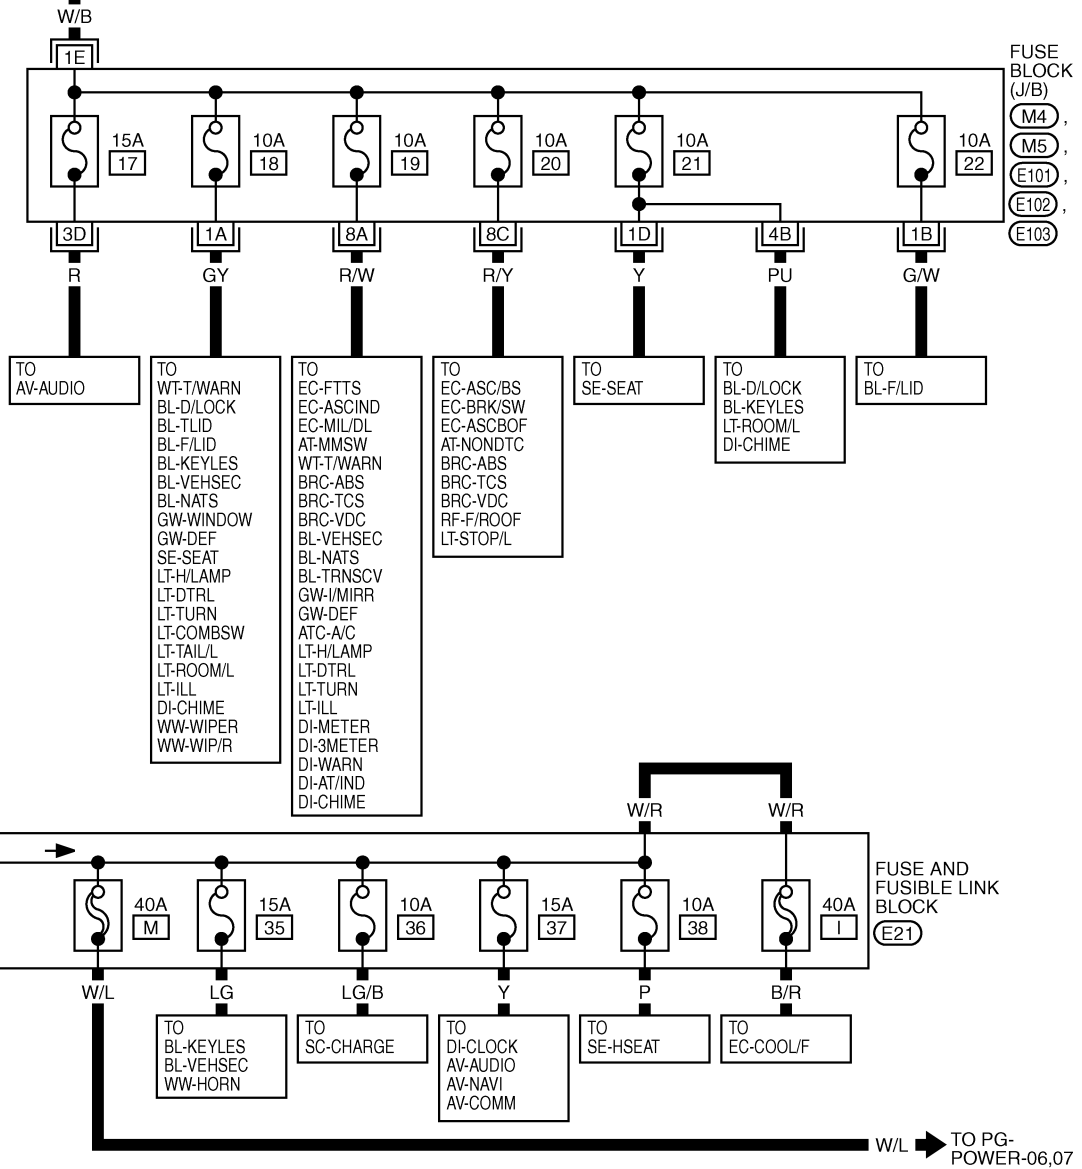 W/B
1E
FUSE
BLOCK
(J/B)
M4 ,
M5 ,
E101 ,
E102 ,
E103
15A
17
10A
18
10A
19
10A
20
10A
21
10A
22
3D
1A
8A
8C
1D
4B
1B
R
GY
R/W
R/Y
Y
PU
G/W
TO
AV-AUDIO
TO
WT-T/WARN
BL-D/LOCK
BL-TLID
BL-F/LID
BL-KEYLES
BL-VEHSEC
BL-NATS
GW-WINDOW
GW-DEF
SE-SEAT
LT-H/LAMP
LT-DTRL
LT-TURN
LT-COMBSW
LT-TAIL/L
LT-ROOM/L
LT-ILL
DI-CHIME
WW-WIPER
WW-WIP/R
TO
EC-FTTS
EC-ASCIND
EC-MIL/DL
AT-MMSW
WT-T/WARN
BRC-ABS
BRC-TCS
BRC-VDC
BL-VEHSEC
BL-NATS
BL-TRNSCV
GW-I/MIRR
GW-DEF
ATC-A/C
LT-H/LAMP
LT-DTRL
LT-TURN
LT-ILL
DI-METER
DI-3METER
DI-WARN
DI-AT/IND
DI-CHIME
TO
EC-ASC/BS
EC-BRK/SW
EC-ASCBOF
AT-NONDTC
BRC-ABS
BRC-TCS
BRC-VDC
RF-F/ROOF
LT-STOP/L
TO
SE-SEAT
TO
BL-D/LOCK
BL-KEYLES
LT-ROOM/L
DI-CHIME
TO
BL-F/LID
W/R
W/R
FUSE AND
FUSIBLE LINK
BLOCK
E21
40A
M
15A
35
10A
36
15A
37
10A
38
40A
I
W/L
LG
LG/B
Y
P
B/R
TO
BL-KEYLES
BL-VEHSEC
WW-HORN
TO
SC-CHARGE
TO
DI-CLOCK
AV-AUDIO
AV-NAVI
AV-COMM
TO
SE-HSEAT
TO
EC-COOL/F
W/L
TO PG-
POWER-06,07